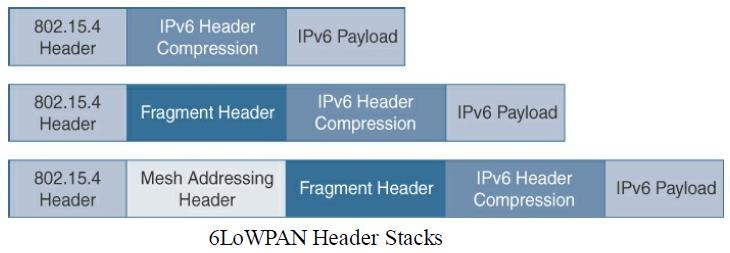 802.15.4 Header IPv6 Header Compression IPv6 Payload
802.15.4 Header Fragment Header IPv6 Header Compression IPv6 Payload
802.15.4 Header Mesh Addressing Header Fragment Header IPv6 Header Compression IPv6 Payload
6LoWPAN Header Stacks